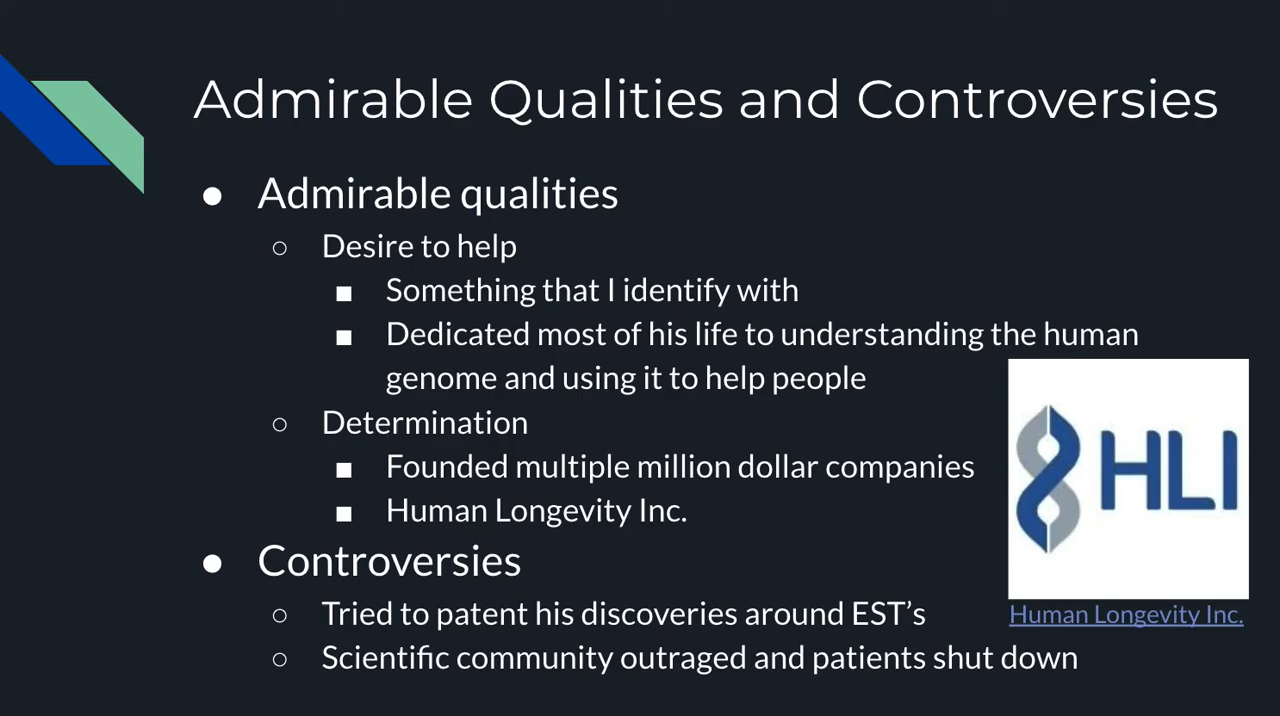 Admirable Qualities and Controversies
● Admirable qualities
○ Desire to help
■ Something that I identify with
■ Dedicated most of his life to understanding the human
genome and using it to help people
○ Determination
■ Founded multiple million dollar companies
■ Human Longevity Inc.
● Controversies
○ Tried to patent his discoveries around EST's
○ Scientific community outraged and patients shut down
HLI
Human Longevity Inc.